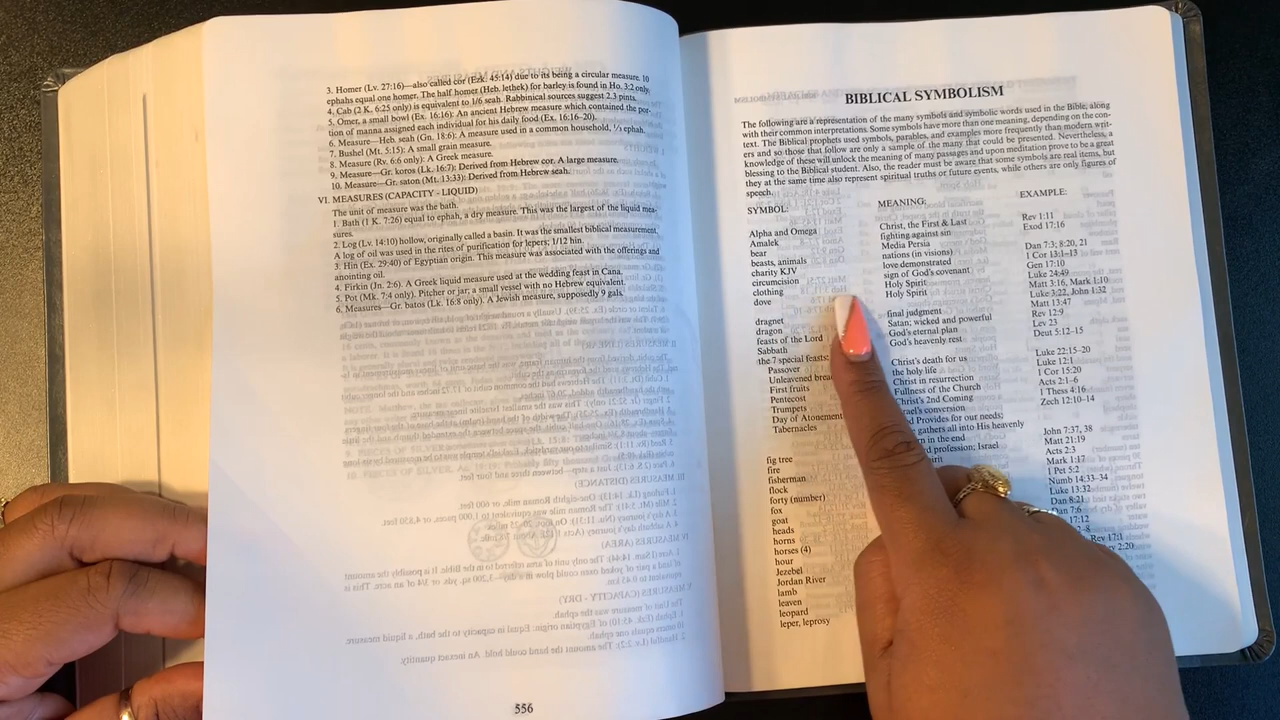 3. Homer (Lv. 27:16)—also called cor (Ezk. 45:14) due to its being a circular measure. 10
ephahs equal one homer. The half homer (Heb. lethek) for barley is found in Ho. 3:2 only.
4. Cab (2 K. 6:25 only) is equivalent to 1/6 seah. Rabbinical sources suggest 2.3 pints.
5. Omer, a small bowl (Ex. 16:16): An ancient Hebrew measure which contained the por-
tion of manna assigned each individual for his daily food (Ex. 16:16–20).
6. Measure—Heb. seah (Gn. 18:6): A measure used in a common household, ⅓ ephah.
7. Bushel (Mt. 5:15); A small grain measure.
8. Measure (Rv. 6:6 only): A Greek measure.
9. Measure—Gr. koros (Lk. 16:7); Derived from Hebrew cor. A large measure.
10. Measure—Gr. saton (Mt. 13:33); Derived from Hebrew seah.
VI. MEASURES (CAPACITY - LIQUID)
The unit of measure was the bath.
1. Bath (1 K. 7:26) equal to ephah, a dry measure. This was the largest of the liquid mea-
sures.
2. Log (Lv. 14:10) hollow, originally called a basin. It was the smallest biblical measurement.
A log of oil was used in the rites of purification for lepers; 1/12 hin.
3. Hin (Ex. 29:40) of Egyptian origin. This measure was associated with the offerings and
anointing oil.
4. Firkin (Jn. 2:6). A Greek liquid measure used at the wedding feast in Cana.
5. Pot (Mk. 7:4 only). Pitcher or jar; a small vessel with no Hebrew equivalent.
6. Measures—Gr. batos (Lk. 16:8 only). A Jewish measure, supposedly 9 gals.
556
BIBLICAL SYMBOLISM
The following are a representation of the many symbols and symbolic words used in the Bible, along
with their common interpretations. Some symbols have more than one meaning, depending on the con-
text. The Biblical prophets used symbols, parables, and examples more frequently than modern writ-
ers and so those that follow are only a sample of the many that could be presented. Nevertheless, a
knowledge of these will unlock the meaning of many passages and upon meditation prove to be a great
blessing to the Biblical student. Also, the reader must be aware that some symbols are real items, but
they at the same time also represent spiritual truths or future events, while others are only figures of
speech.
SYMBOL: MEANING: EXAMPLE:
Alpha and Omega Christ, the First & Last Rev 1:11
Amalek fighting against sin Exod 17:16
bear Media Persia
beasts, animals nations (in visions) Dan 7:3; 8:20, 21
charity KJV love demonstrated 1 Cor 13:1–13
circumcision sign of God's covenant Gen 17:10
clothing Holy Spirit Luke 24:49
dove Holy Spirit Matt 3:16, Mark 1:10
Luke 3:22, John 1:32
dragnet final judgment Matt 13:47
dragon Satan; wicked and powerful Rev 12:9
feasts of the Lord God's eternal plan Lev 23
Sabbath God's heavenly rest Deut 5:12–15
the 7 special feasts:
Passover Christ's death for us Luke 22:15–20
Unleavened the holy life Luke 12:1
First fruits Christ in resurrection 1 Cor 15:20
Pentecost Fullness of the Church Acts 2:1–6
Trumpets Christ's 2nd Coming 1 Thess 4:16
Day of Atonement conversion Zech 12:10–14
Tabernacles Provides for our needs;
gathers all into His heavenly
in the end John 7:37, 38
fig tree profession; Israel Matt 21:19
fire Acts 2:3
fisherman Mark 1:17
flock 1 Pet 5:2
forty (number) Numb 14:33–34
fox Luke 13:32
goat Dan 8:21
heads Dan 7:6
horns 17:12
horses (4)
hour Rev 17:1
Jezebel 2:20
Jordan River
lamb
leaven
leopard
leper, leprosy